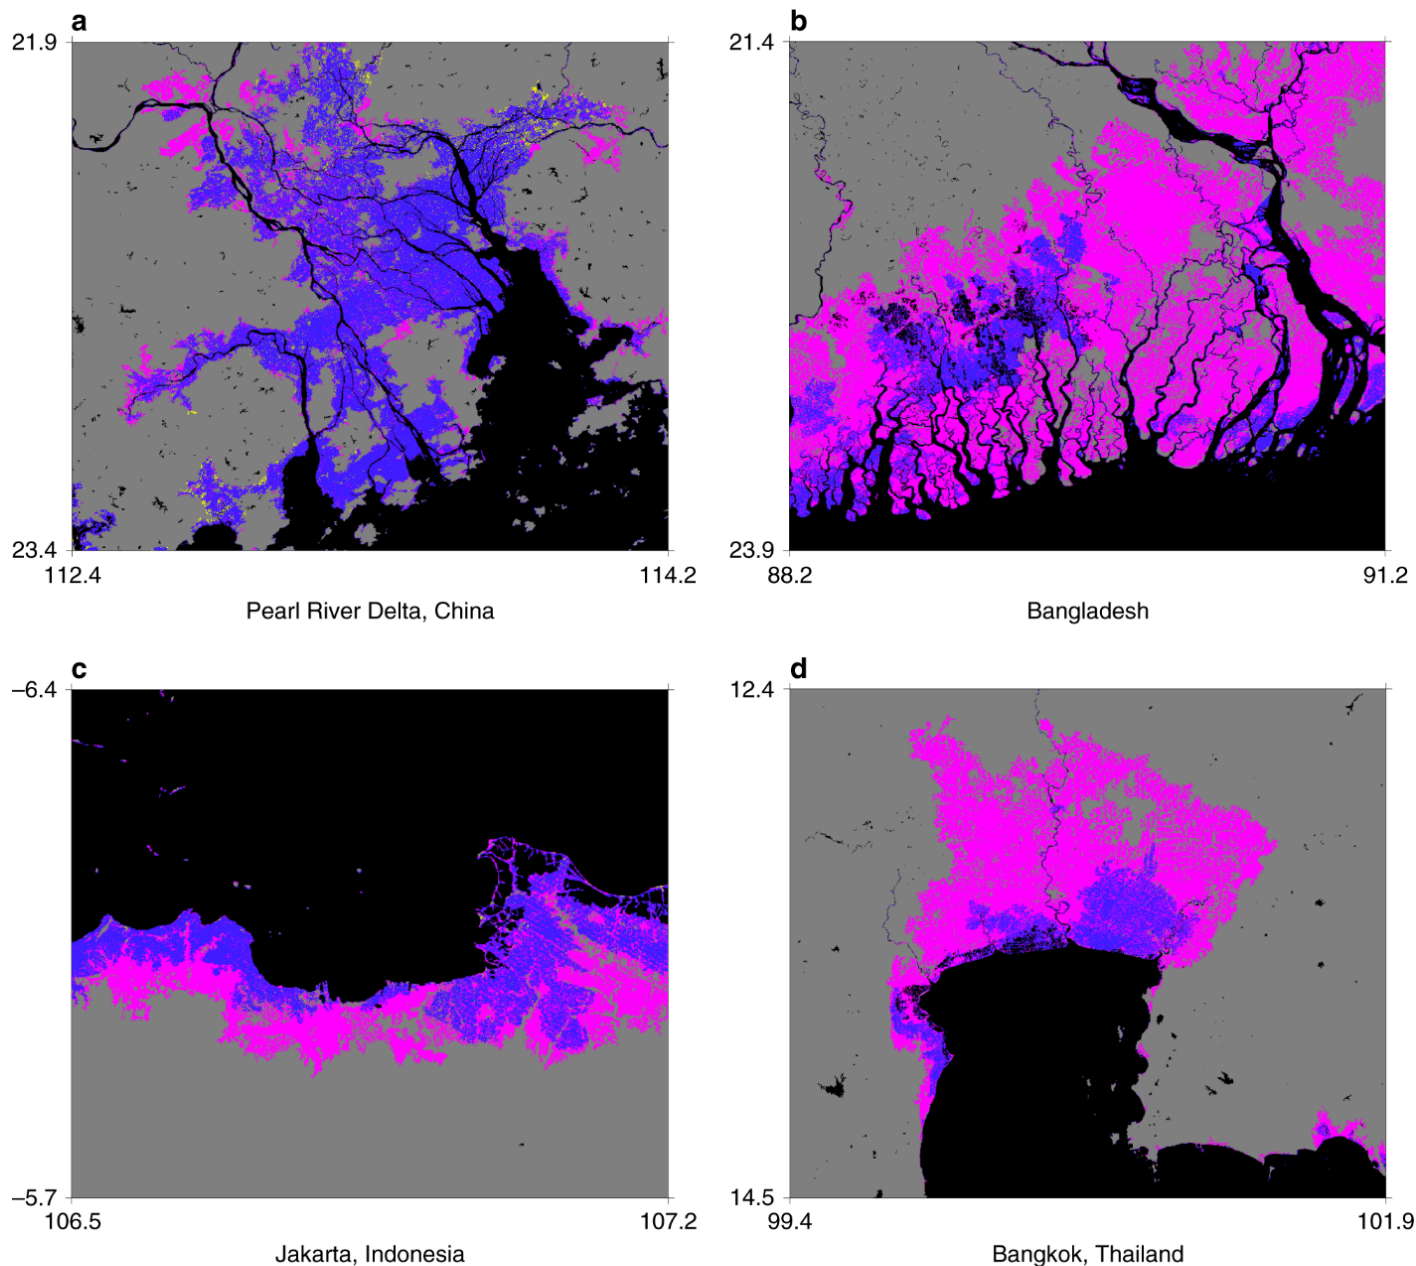 a
b
21.9
21.4
23.4
23.9
112.4
114.2
88.2
91.2
Pearl River Delta, China
Bangladesh
c
d
–6.4
12.4
–5.7
14.5
106.5
107.2
99.4
101.9
Jakarta, Indonesia
Bangkok, Thailand